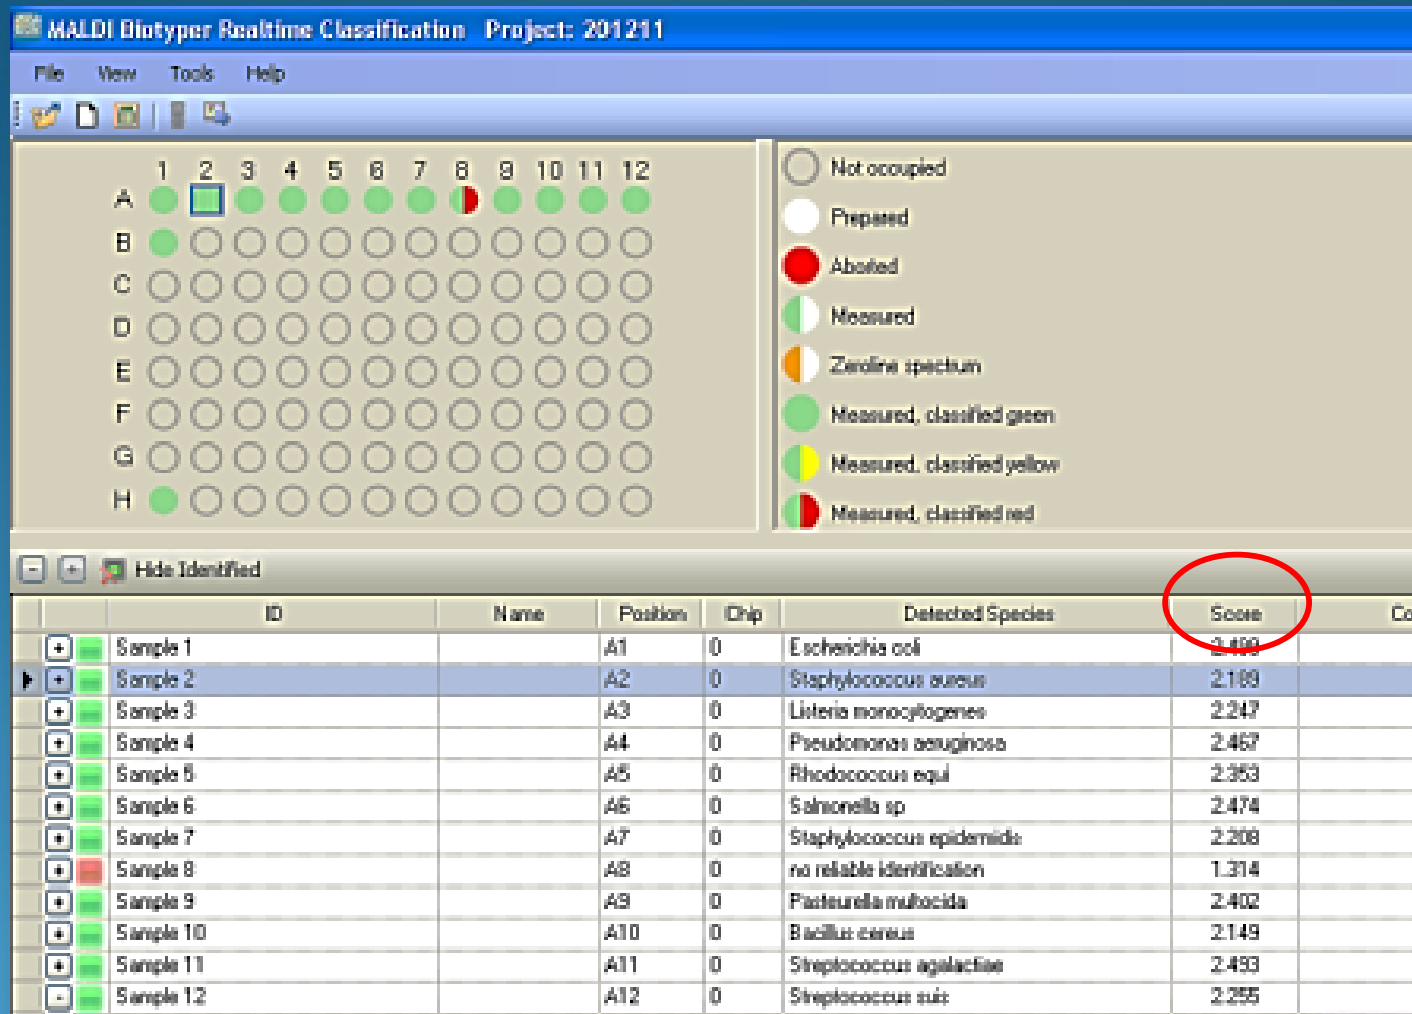 MALDI Biotyper Realtime Classification Project: 201211
File View Tools Help
1 2 3 4 5 6 7 8 9 10 11 12
A
B
C
D
E
F
G
H
Not occupied
Prepared
Aborted
Measured
Zeroline spectrum
Measured, classified green
Measured, classified yellow
Measured, classified red
- + Hide Identified
ID Name Position Chip Detected Species Score Co
+ Sample 1 A1 0 Escherichia coli
+ Sample 2 A2 0 Staphylococcus aureus 2.189
+ Sample 3 A3 0 Listeria monocytogenes 2.247
+ Sample 4 A4 0 Pseudomonas aeruginosa 2.467
+ Sample 5 A5 0 Rhodococcus equi 2.353
+ Sample 6 A6 0 Salmonella sp 2.474
+ Sample 7 A7 0 Staphylococcus epidermidis 2.208
+ Sample 8 A8 0 no reliable identification 1.314
+ Sample 9 A9 0 Pasteurella multocida 2.402
+ Sample 10 A10 0 Bacillus cereus 2.149
+ Sample 11 A11 0 Streptococcus agalactiae 2.493
- Sample 12 A12 0 Streptococcus suis 2.255